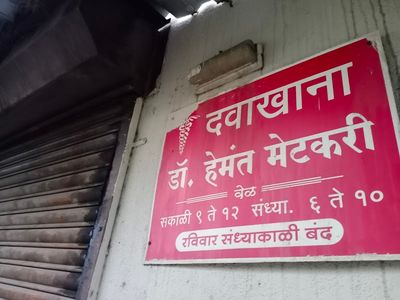 दवाखाना
डॉ. हेमंत मेटकरी
वेळ
सकाळी ९ ते १२ संध्या. ६ ते १०
रविवार संध्याकाळी बंद